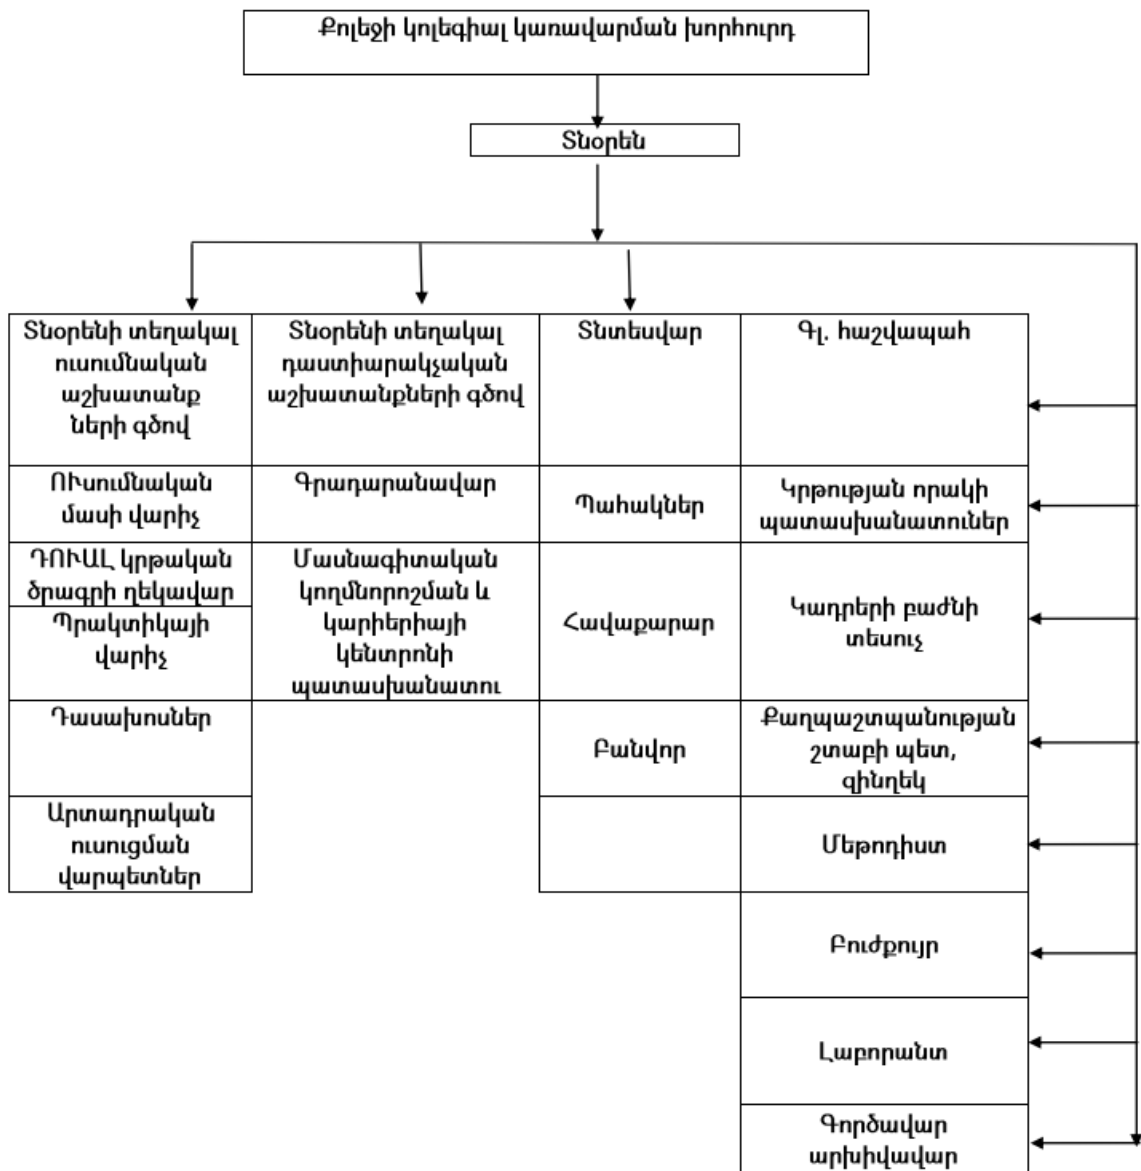 Քոլեջի կոլեգիալ կառավարման խորհուրդ
Տնօրեն
Տնօրենի տեղակալ
ուսումնական
աշխատանք
ների գծով
Տնօրենի տեղակալ
դաստիարակչական
աշխատանքների գծով
Տնտեսվար
Գլ. հաշվապահ
ՈՒսումնական
մասի վարիչ
Գրադարանավար
Պահակներ
Կրթության որակի
պատասխանատուներ
ԴՈՒԱԼ կրթական
ծրագրի ղեկավար
Պրակտիկայի
վարիչ
Մասնագիտական
կողմնորոշման և
կարիերիայի
կենտրոնի
պատասխանատու
Հավաքարար
Կադրերի բաժնի
տեսուչ
Դասախոսներ
Բանվոր
Քաղպաշտպանության
շտաբի պետ,
զինղեկ
Արտադրական
ուսուցման
վարպետներ
Մեթոդիստ
Բուժքույր
Լաբորանտ
Գործավար
արխիվավար